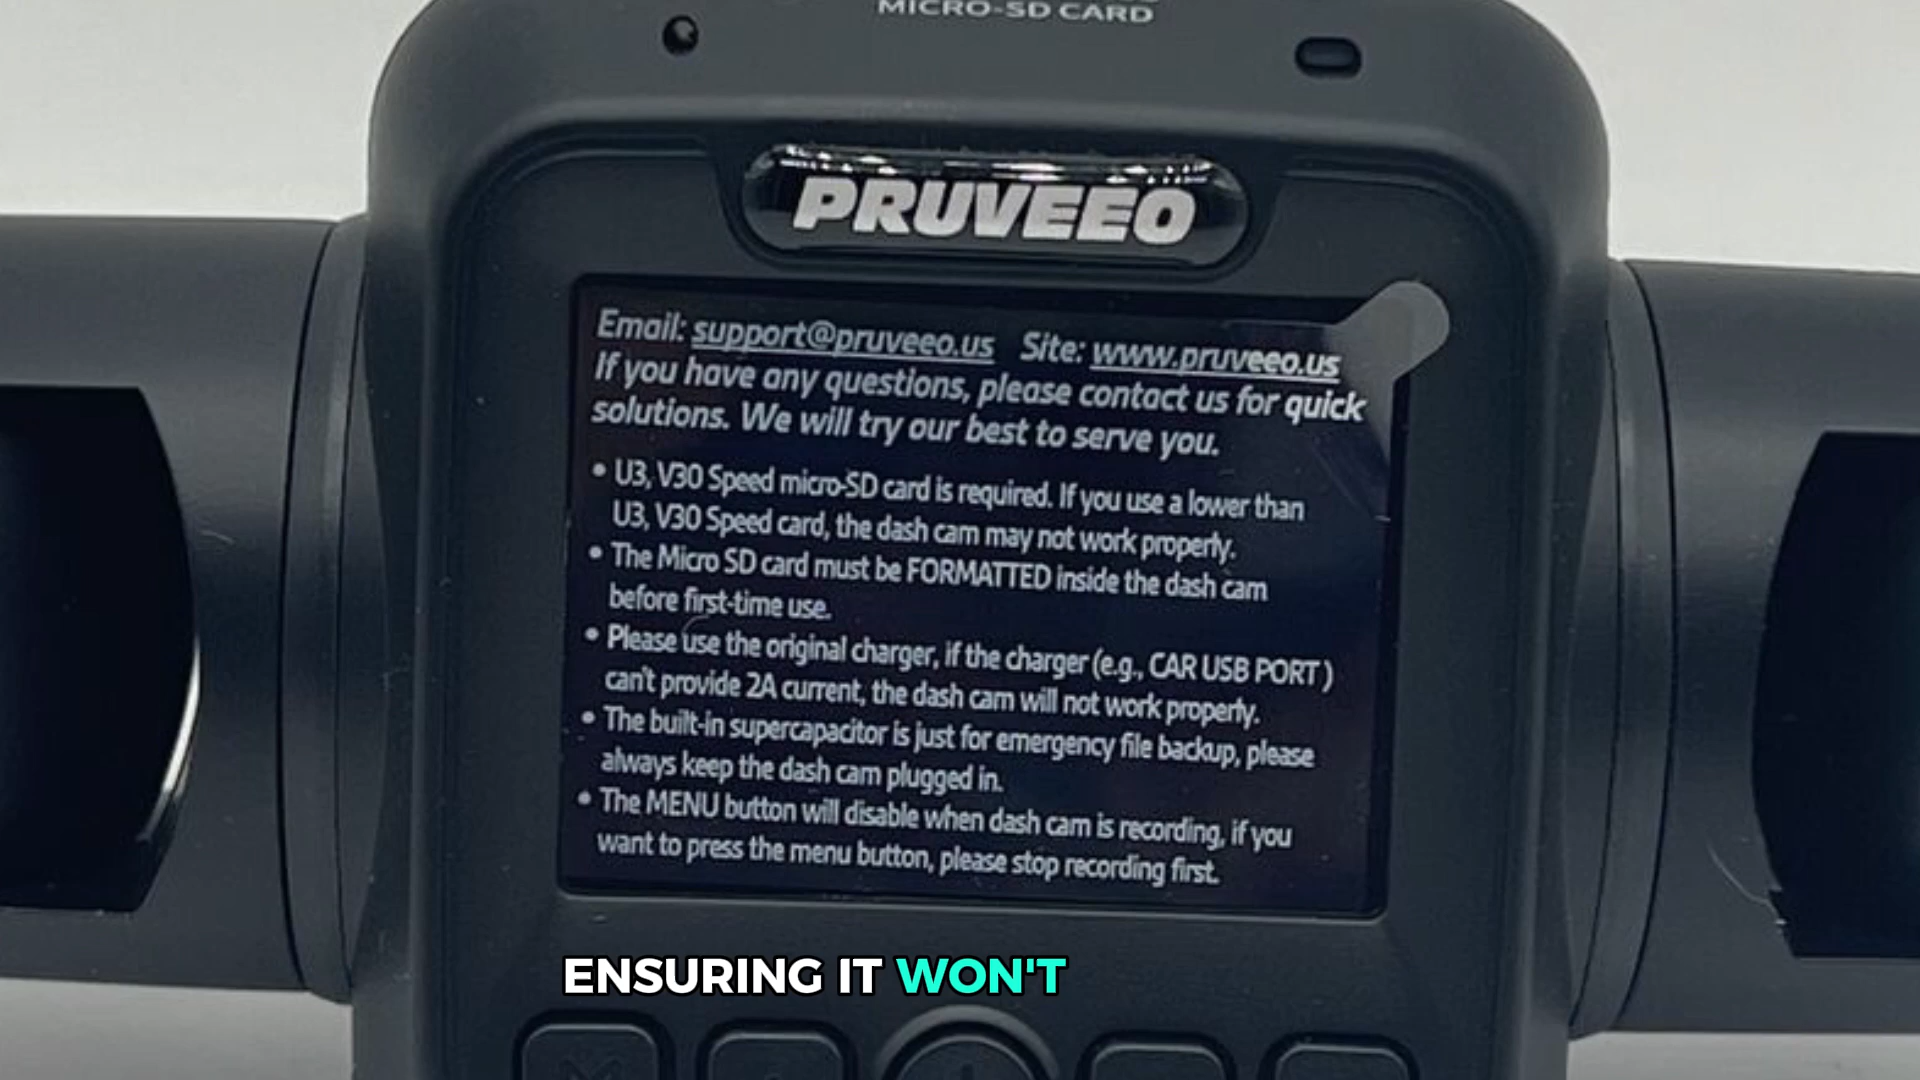 MICRO-SD CARD
PRUVEEO
Email: support@pruveeo.us Site: www.pruveeo.us
If you have any questions, please contact us for quick
solutions. We will try our best to serve you.
• U3, V30 Speed micro-SD card is required. If you use a lower than
U3, V30 Speed card, the dash cam may not work properly.
• The Micro SD card must be FORMATTED inside the dash cam
before first-time use.
• Please use the original charger, if the charger (e.g., CAR USB PORT )
can't provide 2A current, the dash cam will not work properly.
• The built-in supercapacitor is just for emergency file backup, please
always keep the dash cam plugged in.
• The MENU button will disable when dash cam is recording, if you
want to press the menu button, please stop recording first.
ENSURING IT WON'T